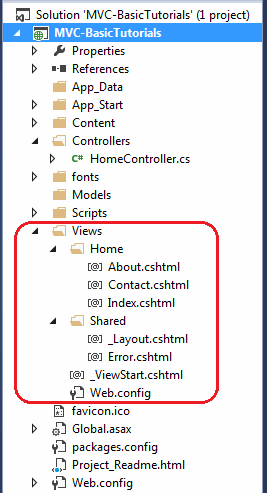 Solution 'MVC-BasicTutorials' (1 project)
MVC-BasicTutorials
Properties
References
App_Data
App_Start
Content
Controllers
C# HomeController.cs
fonts
Models
Scripts
Views
Home
[@] About.cshtml
[@] Contact.cshtml
[@] Index.cshtml
Shared
[@] _Layout.cshtml
[@] Error.cshtml
[@] _ViewStart.cshtml
Web.config
favicon.ico
Global.asax
packages.config
Project_Readme.html
Web.config